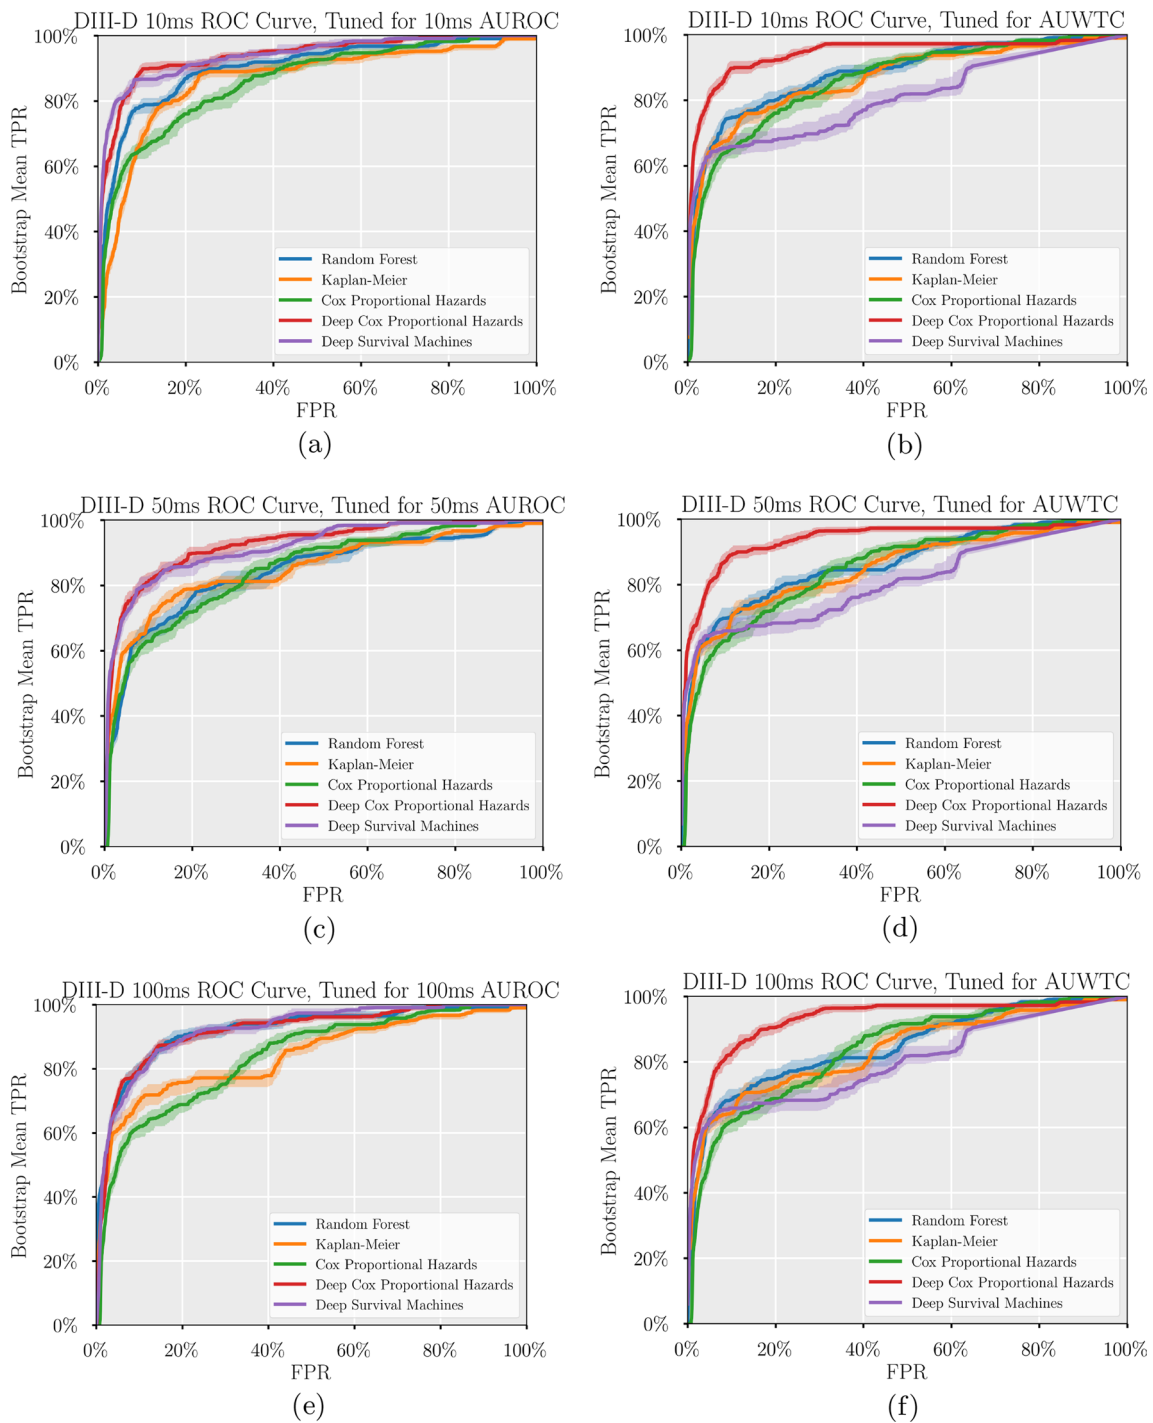 DIII-D 10ms ROC Curve, Tuned for 10ms AUROC
100%
80%
60%
40%
20%
0%
Bootstrap Mean TPR
Random Forest
Kaplan-Meier
Cox Proportional Hazards
Deep Cox Proportional Hazards
Deep Survival Machines
0% 20% 40% 60% 80% 100%
FPR
(a)
DIII-D 10ms ROC Curve, Tuned for AUWTC
100%
80%
60%
40%
20%
0%
Bootstrap Mean TPR
Random Forest
Kaplan-Meier
Cox Proportional Hazards
Deep Cox Proportional Hazards
Deep Survival Machines
0% 20% 40% 60% 80% 100%
FPR
(b)
DIII-D 50ms ROC Curve, Tuned for 50ms AUROC
100%
80%
60%
40%
20%
0%
Bootstrap Mean TPR
Random Forest
Kaplan-Meier
Cox Proportional Hazards
Deep Cox Proportional Hazards
Deep Survival Machines
0% 20% 40% 60% 80% 100%
FPR
(c)
DIII-D 50ms ROC Curve, Tuned for AUWTC
100%
80%
60%
40%
20%
0%
Bootstrap Mean TPR
Random Forest
Kaplan-Meier
Cox Proportional Hazards
Deep Cox Proportional Hazards
Deep Survival Machines
0% 20% 40% 60% 80% 100%
FPR
(d)
DIII-D 100ms ROC Curve, Tuned for 100ms AUROC
100%
80%
60%
40%
20%
0%
Bootstrap Mean TPR
Random Forest
Kaplan-Meier
Cox Proportional Hazards
Deep Cox Proportional Hazards
Deep Survival Machines
0% 20% 40% 60% 80% 100%
FPR
(e)
DIII-D 100ms ROC Curve, Tuned for AUWTC
100%
80%
60%
40%
20%
0%
Bootstrap Mean TPR
Random Forest
Kaplan-Meier
Cox Proportional Hazards
Deep Cox Proportional Hazards
Deep Survival Machines
0% 20% 40% 60% 80% 100%
FPR
(f)